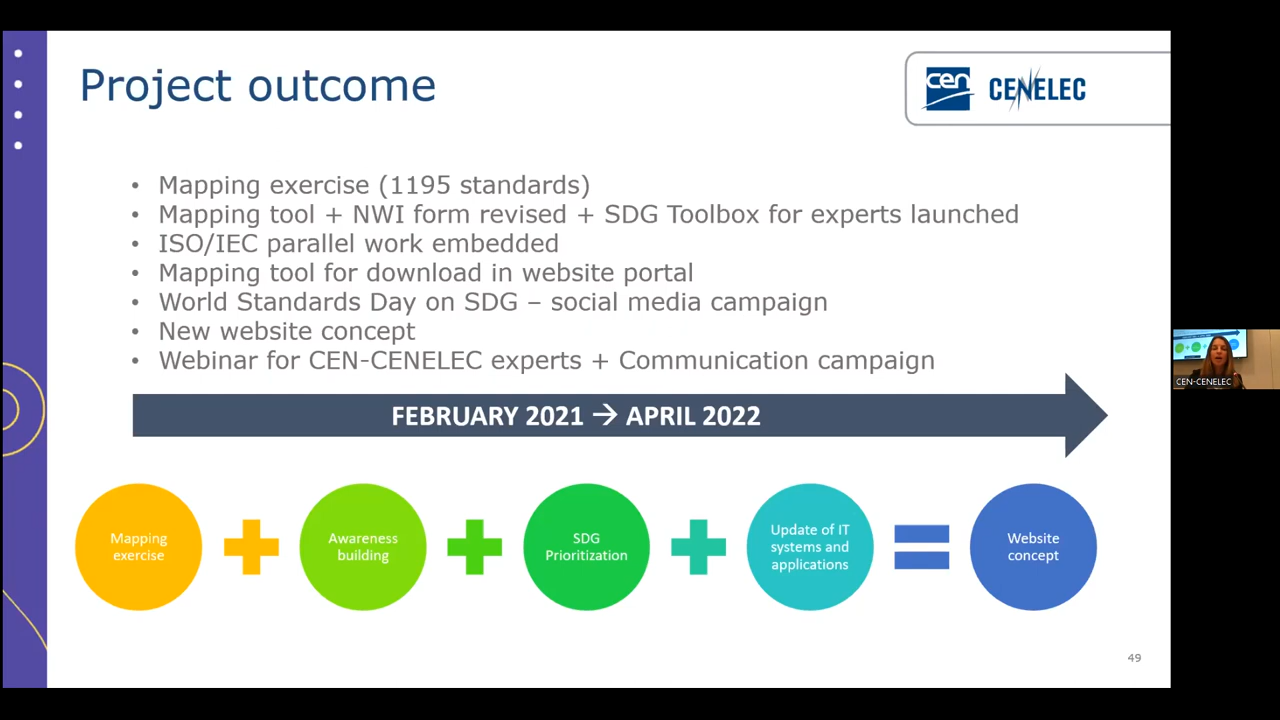 Project outcome
cen CENELEC
• Mapping exercise (1195 standards)
• Mapping tool + NWI form revised + SDG Toolbox for experts launched
• ISO/IEC parallel work embedded
• Mapping tool for download in website portal
• World Standards Day on SDG – social media campaign
• New website concept
• Webinar for CEN-CENELEC experts + Communication campaign
FEBRUARY 2021 → APRIL 2022
Mapping
exercise
Awareness
building
SDG
Prioritization
Update of IT
systems and
applications
Website
concept
49
CEN-CENELEC